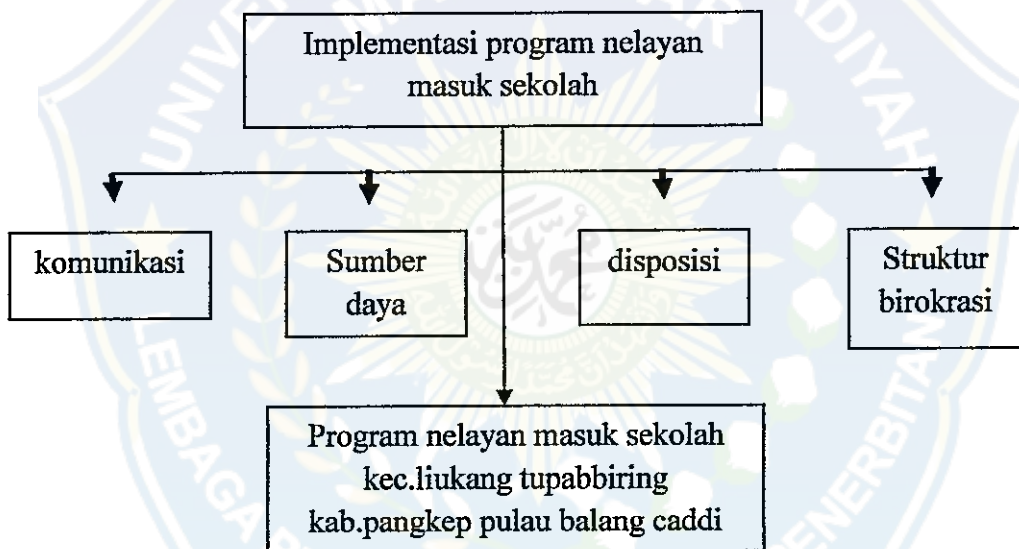 Implementasi program nelayan
masuk sekolah
komunikasi
Sumber
daya
disposisi
Struktur
birokrasi
Program nelayan masuk sekolah
kec.liukang tupabbiring
kab.pangkep pulau balang caddi